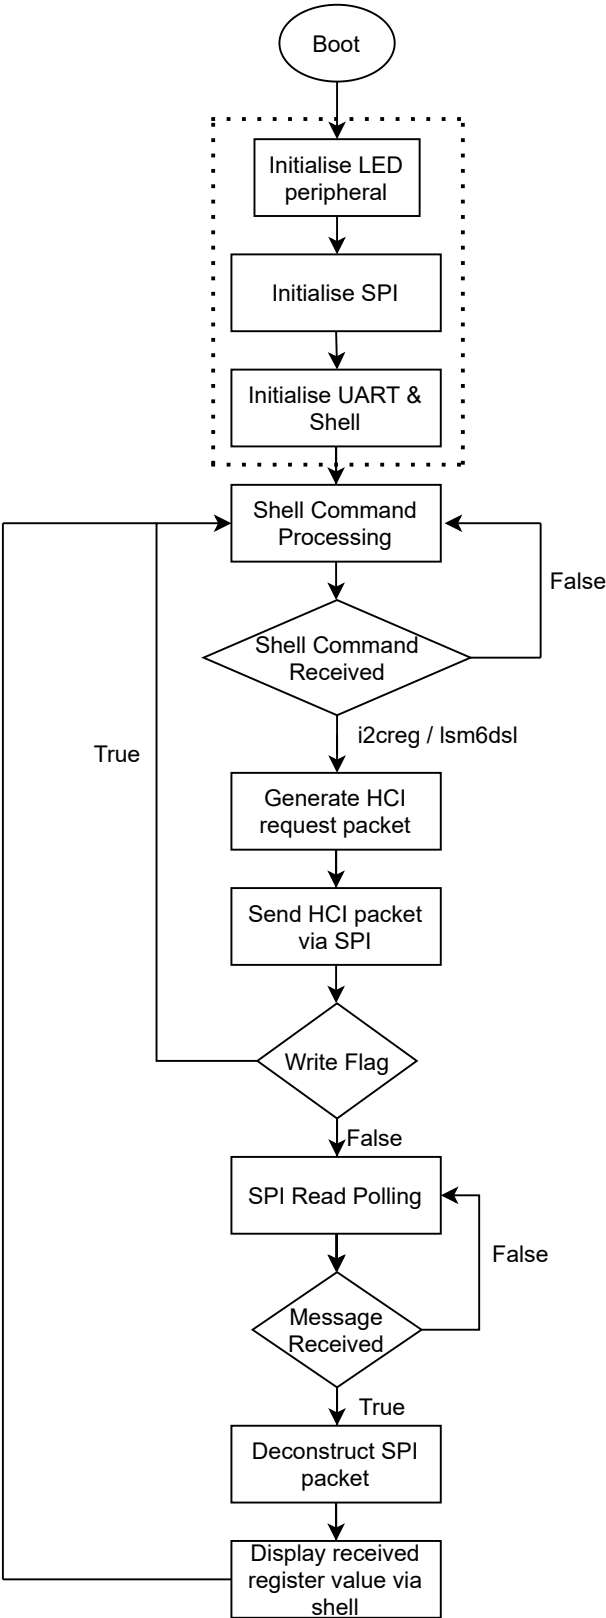 Boot
Initialise LED
peripheral
Initialise SPI
Initialise UART &
Shell
Shell Command
Processing
False
Shell Command
Received
i2creg / lsm6dsl
True
Generate HCI
request packet
Send HCI packet
via SPI
Write Flag
False
SPI Read Polling
False
Message
Received
True
Deconstruct SPI
packet
Display received
register value via
shell